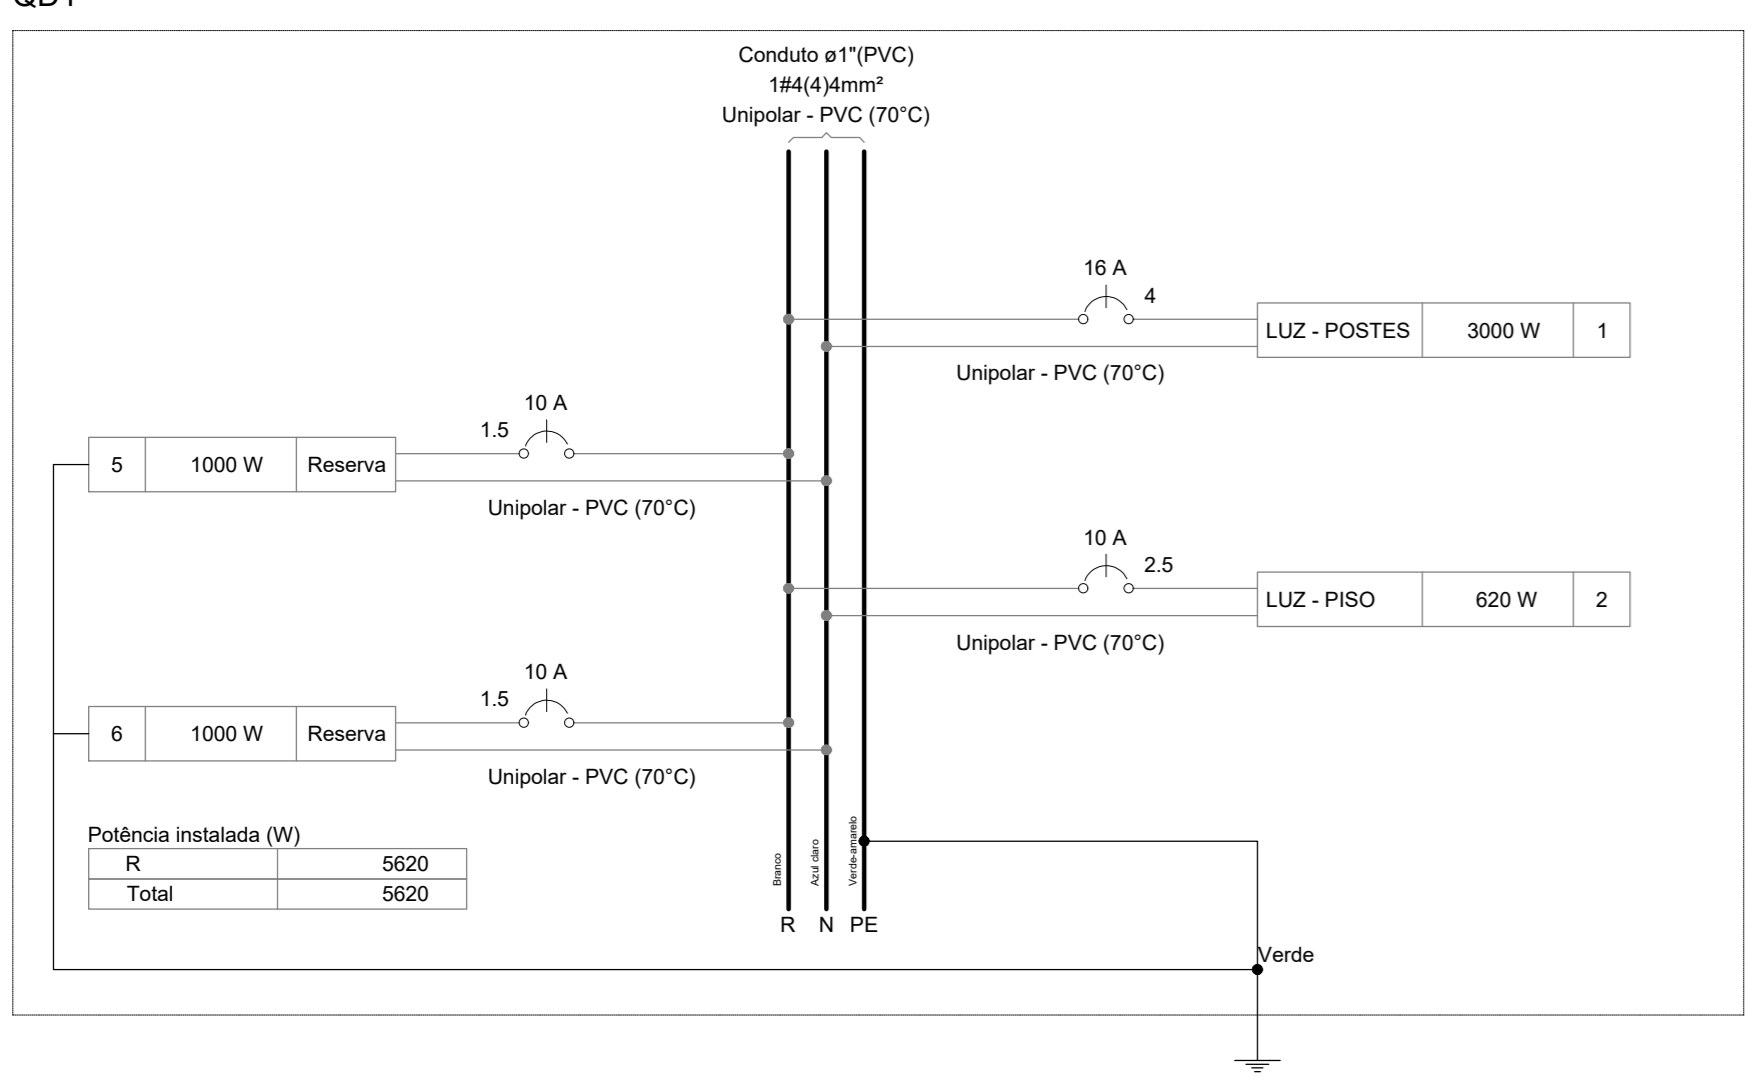 Conduto ø1"(PVC)
1#4(4)4mm²
Unipolar - PVC (70°C)
16 A
4
LUZ - POSTES 3000 W 1
Unipolar - PVC (70°C)
10 A
1.5
5 1000 W Reserva
Unipolar - PVC (70°C)
10 A
2.5
LUZ - PISO 620 W 2
Unipolar - PVC (70°C)
10 A
1.5
6 1000 W Reserva
Unipolar - PVC (70°C)
Potência instalada (W)
R 5620
Total 5620
Branco
Azul claro
Verde-amarelo
R N PE
Verde